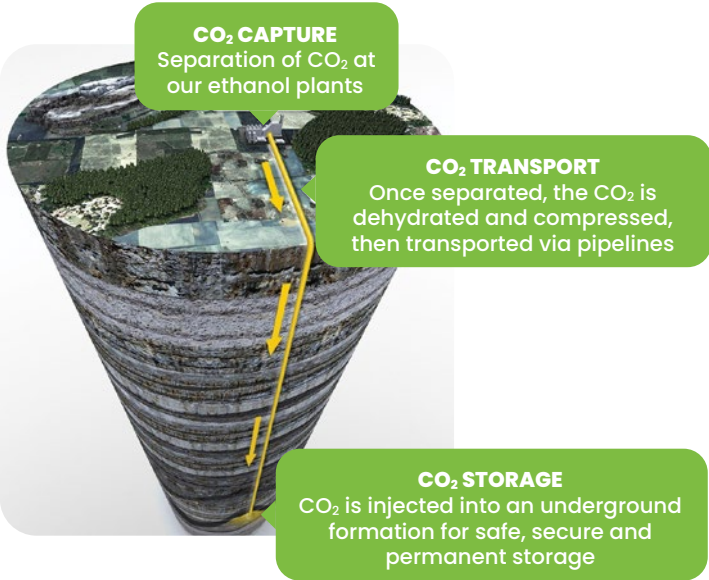 CO₂ CAPTURE
Separation of CO₂ at
our ethanol plants
CO₂ TRANSPORT
Once separated, the CO₂ is
dehydrated and compressed,
then transported via pipelines
CO₂ STORAGE
CO₂ is injected into an underground
formation for safe, secure and
permanent storage